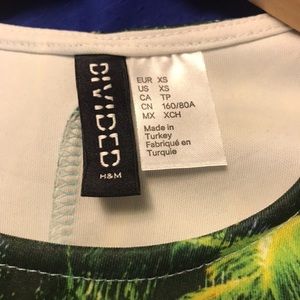 DIVIDED
H&M
EUR XS
US XS
CA TP
CN 160/80A
MX XCH
Made in
Turkey
Fabriqué en
Turquie